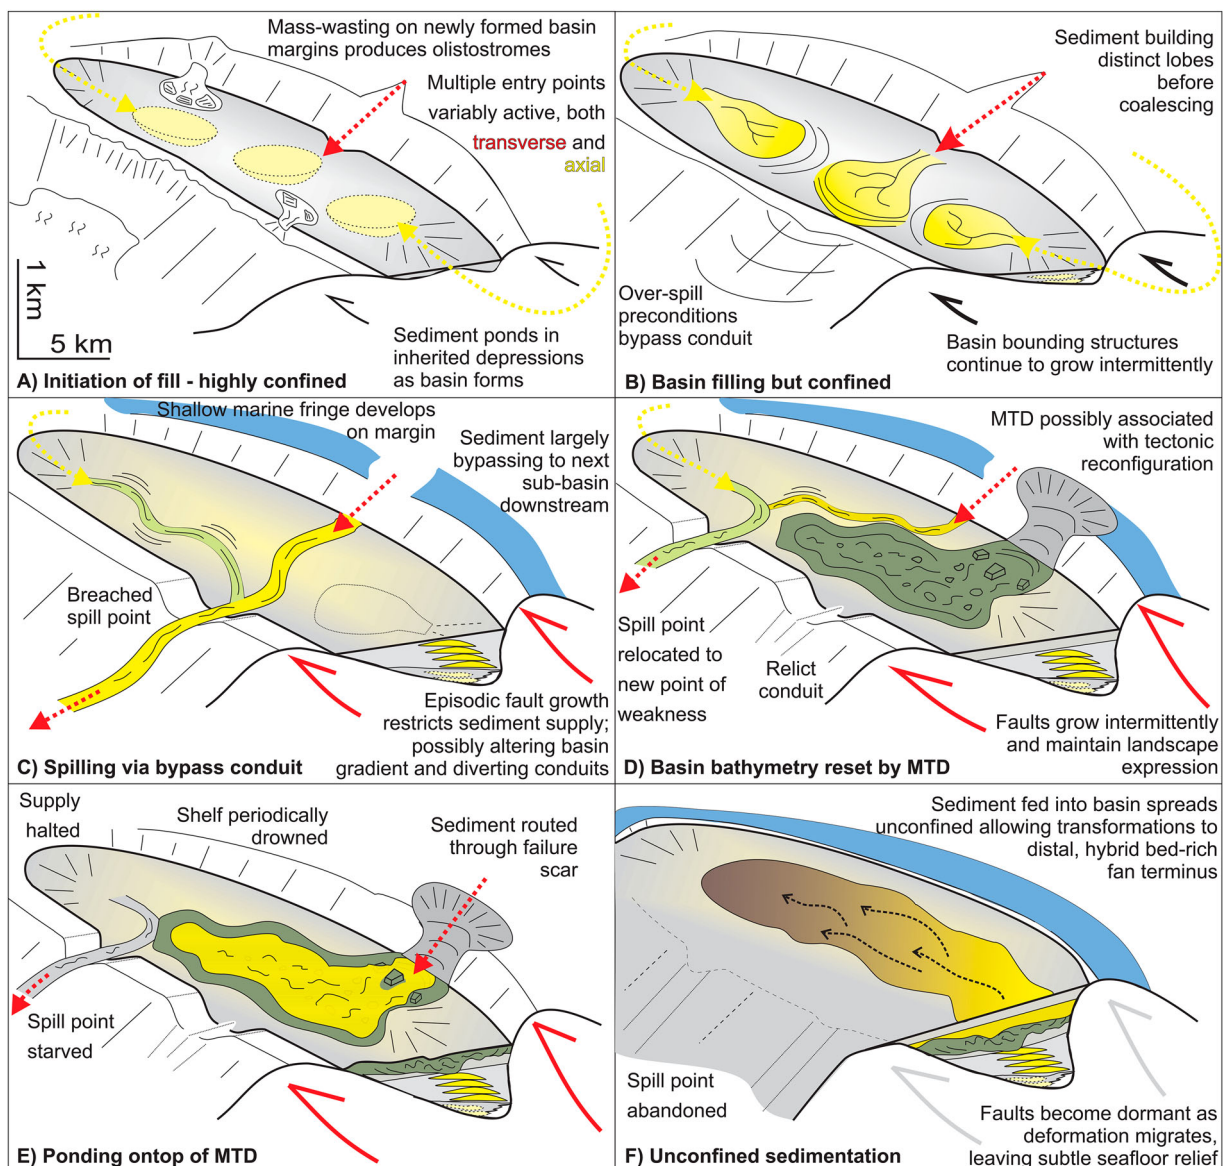 Mass-wasting on newly formed basin
margins produces olistostromes
Multiple entry points
variably active, both
transverse and
axial
1 km
5 km
Sediment ponds in
inherited depressions
as basin forms
A) Initiation of fill - highly confined
Sediment building
distinct lobes
before
coalescing
Over-spill
preconditions
bypass conduit
Basin bounding structures
continue to grow intermittently
B) Basin filling but confined
Shallow marine fringe develops
on margin
Sediment largely
bypassing to next
sub-basin
downstream
Breached
spill point
Episodic fault growth
restricts sediment supply;
possibly altering basin
gradient and diverting conduits
C) Spilling via bypass conduit
MTD possibly associated
with tectonic
reconfiguration
Spill point
relocated to
new point of
weakness
Relict
conduit
Faults grow intermittently
and maintain landscape
expression
D) Basin bathymetry reset by MTD
Supply
halted
Shelf periodically
drowned
Sediment routed
through failure
scar
Spill point
starved
E) Ponding ontop of MTD
Sediment fed into basin spreads
unconfined allowing transformations to
distal, hybrid bed-rich
fan terminus
Spill point
abandoned
Faults become dormant as
deformation migrates,
leaving subtle seafloor relief
F) Unconfined sedimentation